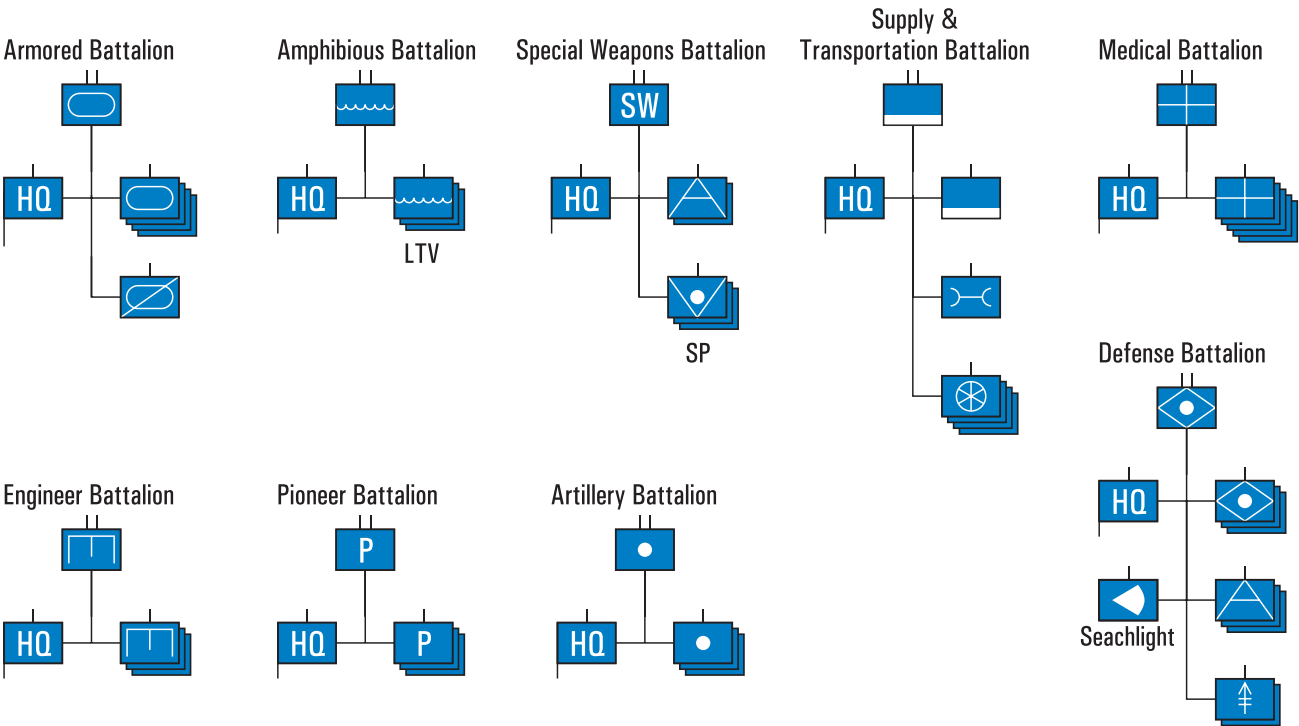 Armored Battalion
Amphibious Battalion
Special Weapons Battalion
Supply &
Transportation Battalion
Medical Battalion
SW
HQ
HQ
HQ
HQ
HQ
LTV
SP
Defense Battalion
HQ
Seachlight
Engineer Battalion
Pioneer Battalion
Artillery Battalion
P
HQ
HQ
P
HQ